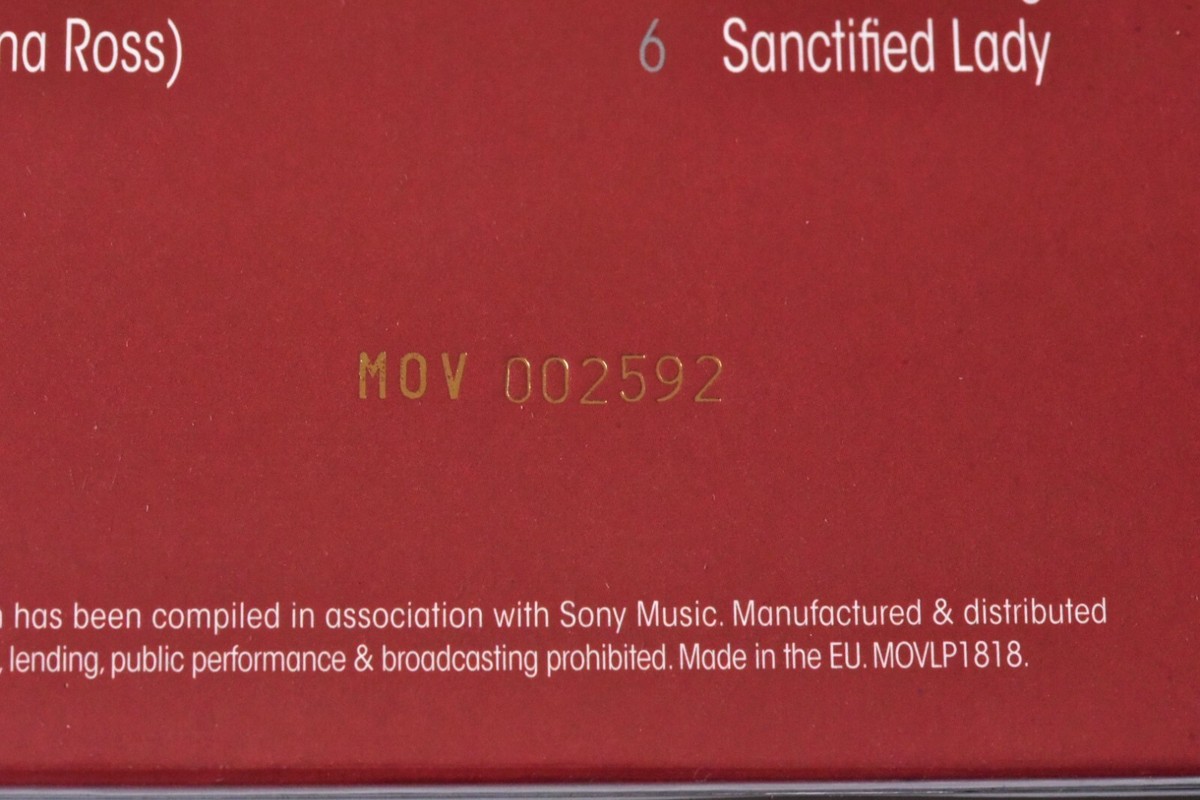 Ross)
6 Sanctified Lady
MOV 002592
has been compiled in association with Sony Music. Manufactured & distributed
, lending, public performance & broadcasting prohibited. Made in the EU. MOVLP1818.